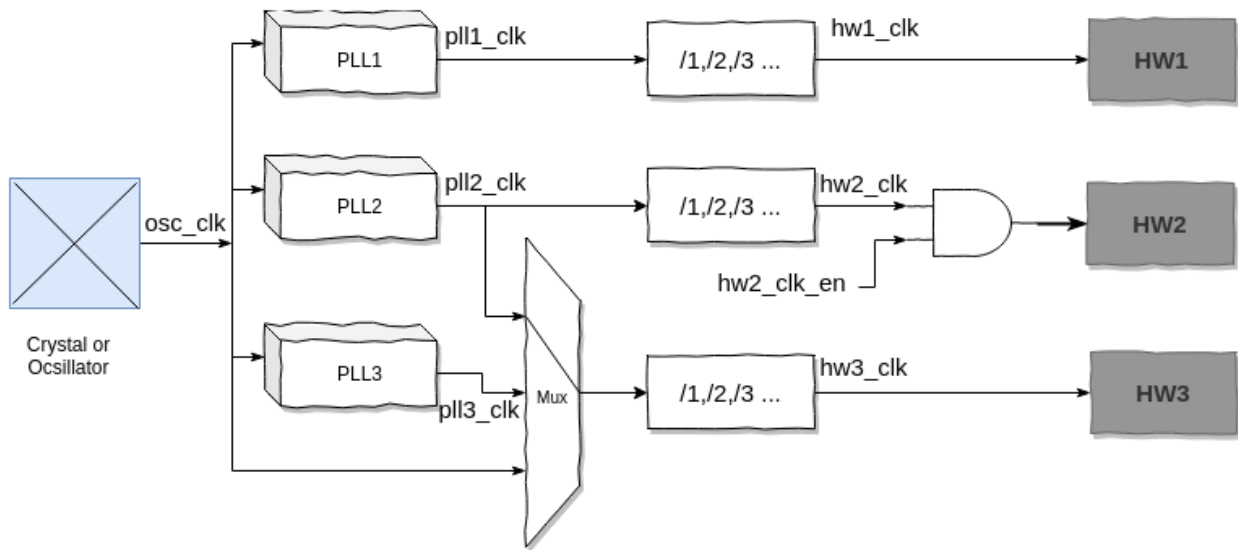 pll1_clk
hw1_clk
PLL1
/1,/2,/3 ...
HW1
pll2_clk
hw2_clk
PLL2
/1,/2,/3 ...
osc_clk
HW2
hw2_clk_en
Crystal or
Ocsillator
PLL3
pll3_clk
Mux
/1,/2,/3 ...
hw3_clk
HW3